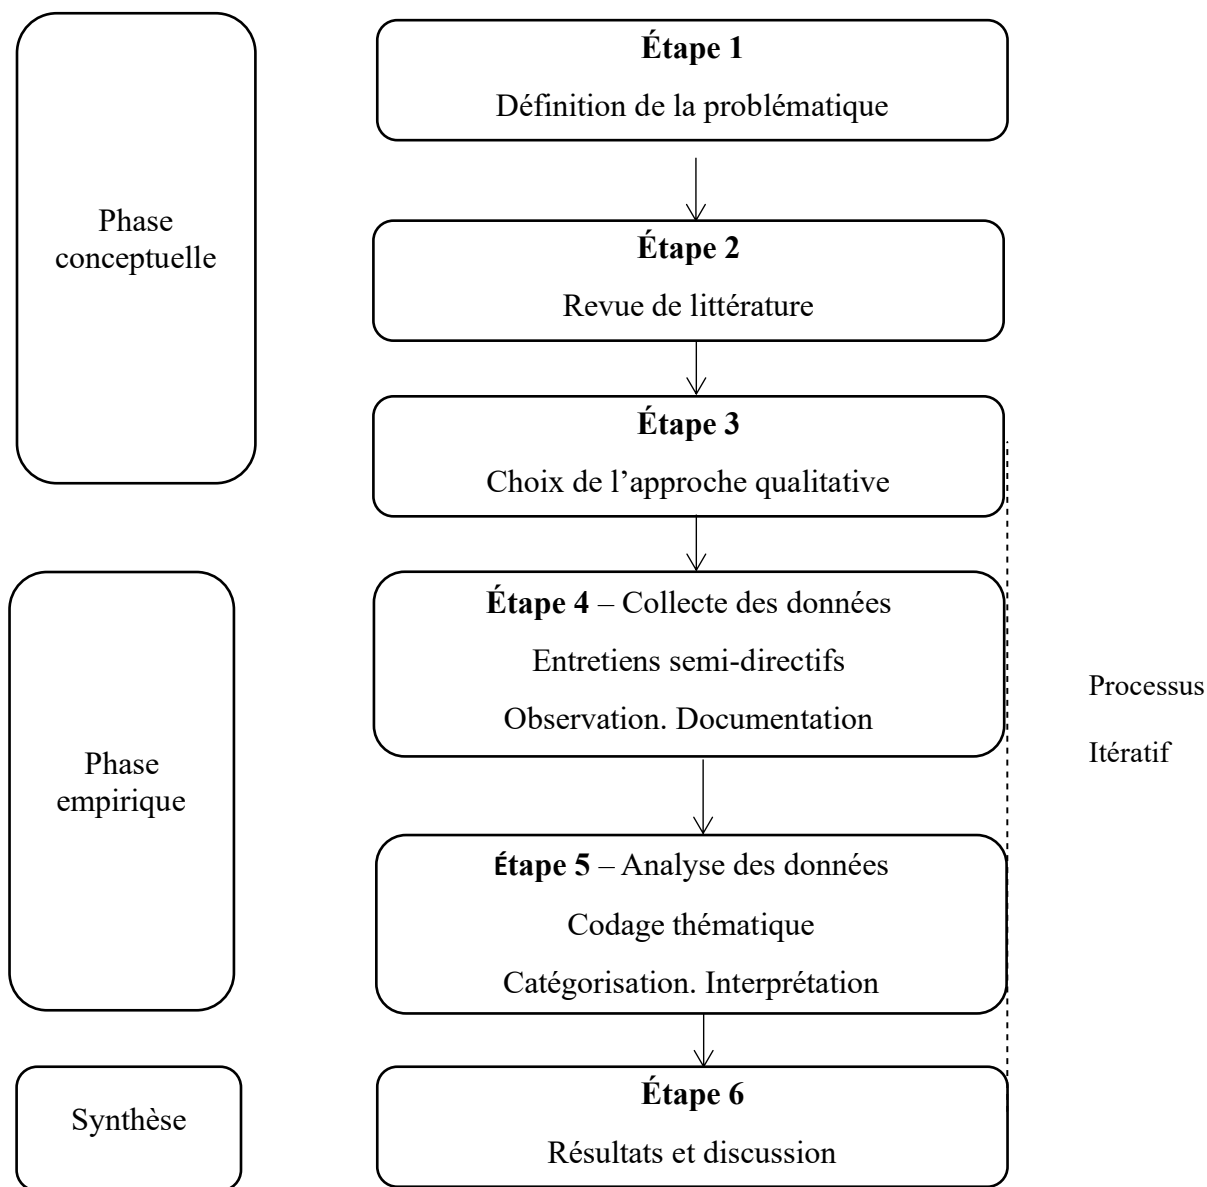 Étape 1
Définition de la problématique
Phase
conceptuelle
Étape 2
Revue de littérature
Étape 3
Choix de l’approche qualitative
Étape 4 – Collecte des données
Entretiens semi-directifs
Observation. Documentation
Processus
Itératif
Phase
empirique
Étape 5 – Analyse des données
Codage thématique
Catégorisation. Interprétation
Synthèse
Étape 6
Résultats et discussion